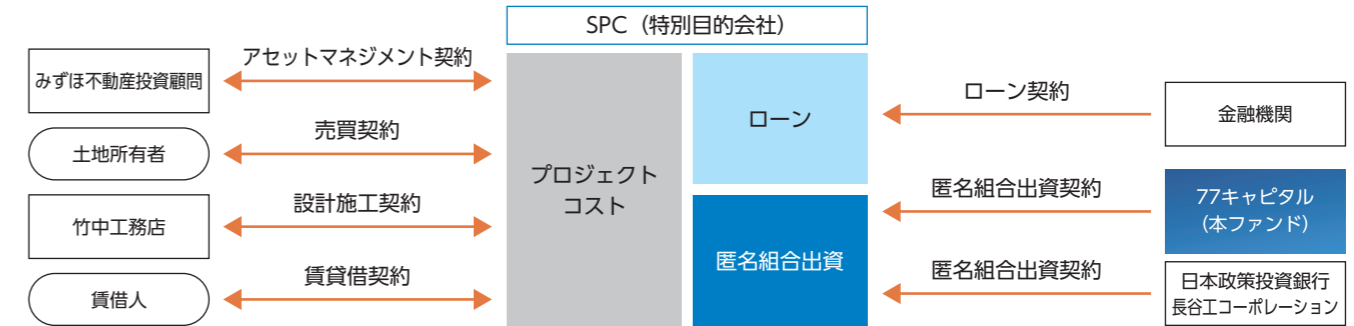 SPC（特別目的会社）
みずほ不動産投資顧問
アセットマネジメント契約
土地所有者
売買契約
竹中工務店
設計施工契約
賃借人
賃貸借契約
プロジェクト
コスト
ローン
匿名組合出資
ローン契約
金融機関
匿名組合出資契約
77キャピタル
（本ファンド）
匿名組合出資契約
日本政策投資銀行
長谷工コーポレーション